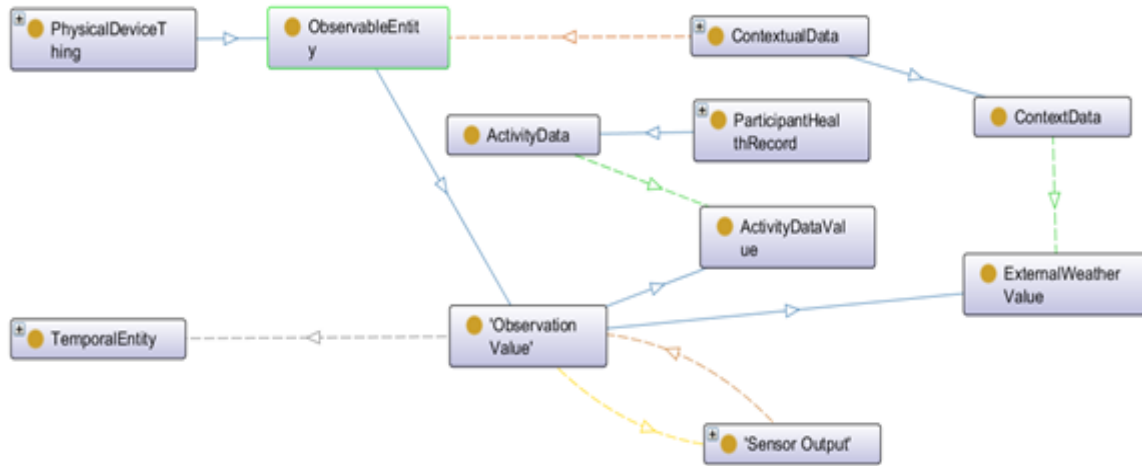 PhysicalDeviceT
hing
ObservableEntit
y
ContextualData
ContextData
ActivityData
ParticipantHeal
thRecord
ActivityDataVal
ue
ExternalWeather
Value
TemporalEntity
'Observation
Value'
'Sensor Output'